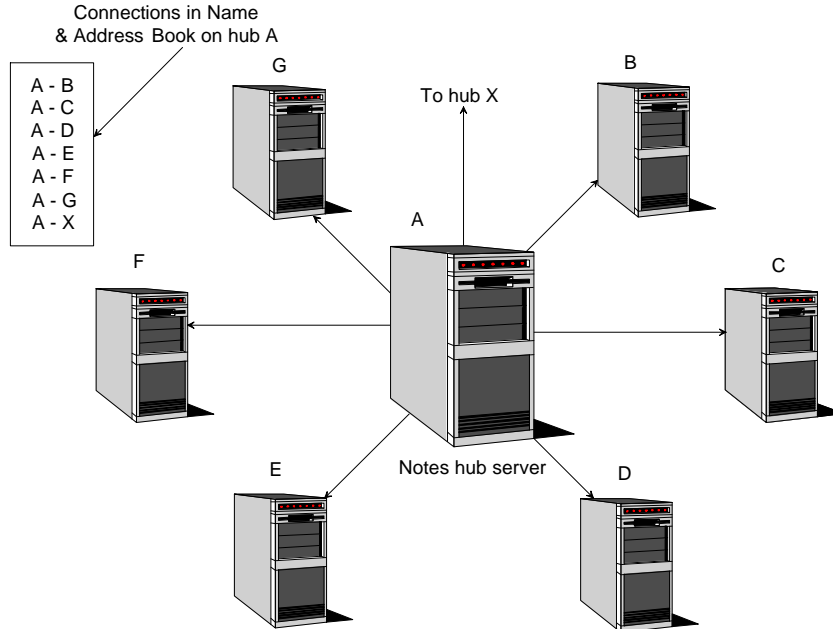 Connections in Name
& Address Book on hub A
A - B
A - C
A - D
A - E
A - F
A - G
A - X
G
B
To hub X
A
F
C
E
Notes hub server
D